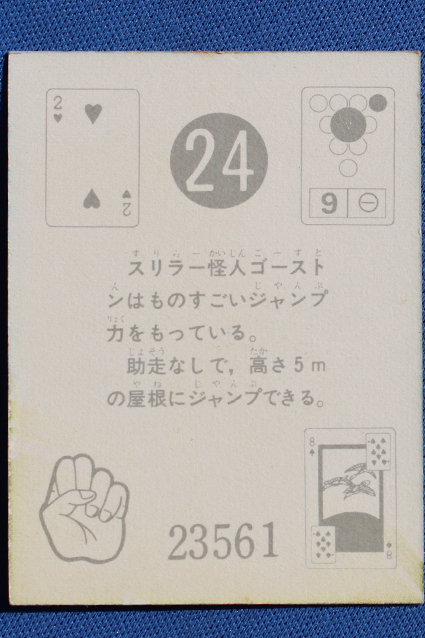 2
2
24
9 ⊖
スリラー怪人ゴースト
ンはものすごいジャンプ
力をもっている。
助走なしで，高さ5m
の屋根にジャンプできる。
23561
8
8